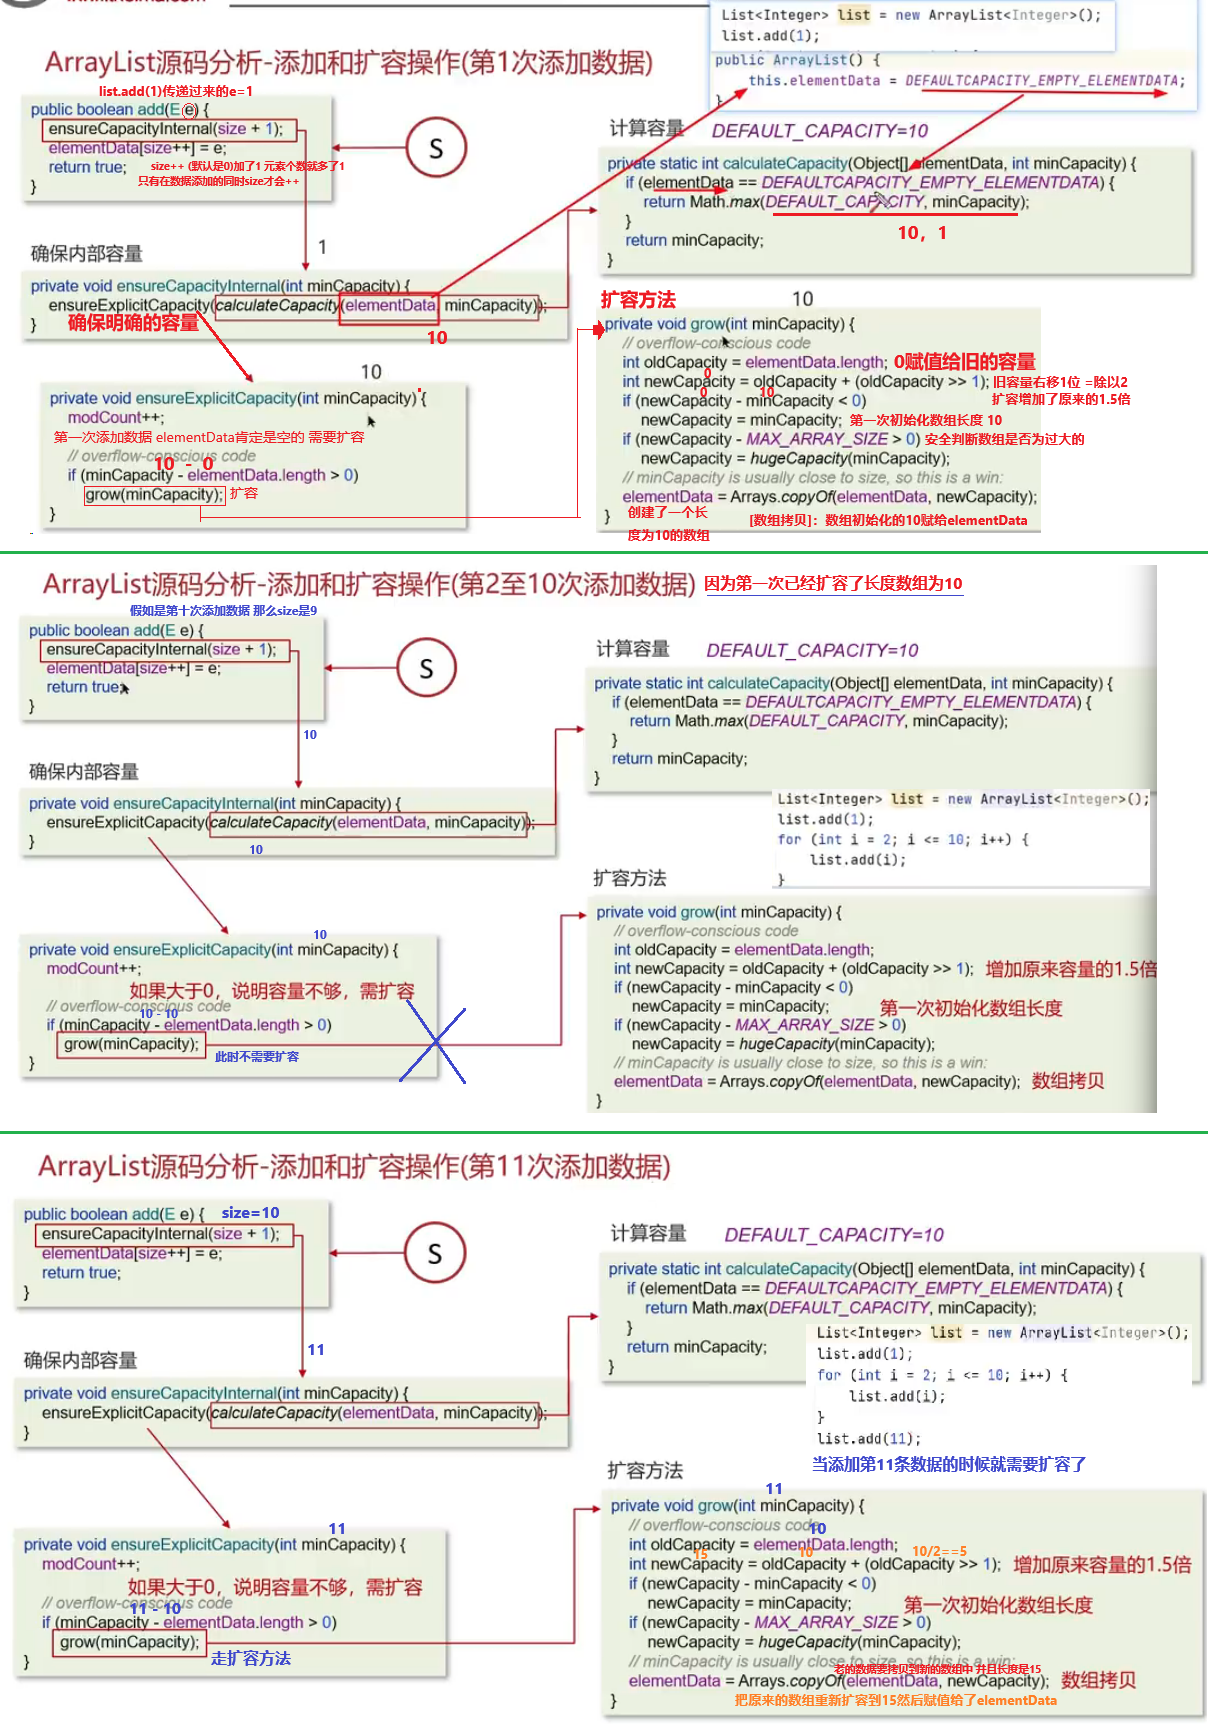 List<Integer> list = new ArrayList<Integer>();
list.add(1);
public ArrayList() {
this.elementData = DEFAULTCAPACITY_EMPTY_ELEMENTDATA;
}
ArrayList源码分析-添加和扩容操作(第1次添加数据)
list.add(1)传递过来的e=1
public boolean add(E e) {
ensureCapacityInternal(size + 1);
elementData[size++] = e;
return true;
size++ (默认是0)加了1 元素个数就多了1
只有在数据添加的同时size才会++
}
S
计算容量
DEFAULT_CAPACITY=10
private static int calculateCapacity(Object[] elementData, int minCapacity) {
if (elementData == DEFAULTCAPACITY_EMPTY_ELEMENTDATA) {
return Math.max(DEFAULT_CAPACITY, minCapacity);
10，1
}
return minCapacity;
}
确保内部容量
1
private void ensureCapacityInternal(int minCapacity) {
ensureExplicitCapacity(calculateCapacity(elementData, minCapacity));
}
确保明确的容量
10
10
private void ensureExplicitCapacity(int minCapacity) {
modCount++;
第一次添加数据 elementData肯定是空的 需要扩容
// overflow-conscious code
10 - 0
if (minCapacity - elementData.length > 0)
grow(minCapacity);
扩容
}
扩容方法
10
private void grow(int minCapacity) {
// overflow-conscious code
int oldCapacity = elementData.length;
0赋值给旧的容量
0
int newCapacity = oldCapacity + (oldCapacity >> 1);
旧容量右移1位 =除以2
扩容增加了原来的1.5倍
0
10
if (newCapacity - minCapacity < 0)
newCapacity = minCapacity;
第一次初始化数组长度 10
if (newCapacity - MAX_ARRAY_SIZE > 0)
安全判断数组是否为过大的
newCapacity = hugeCapacity(minCapacity);
// minCapacity is usually close to size, so this is a win:
elementData = Arrays.copyOf(elementData, newCapacity);
}
创建了一个长
度为10的数组
[数组拷贝]：数组初始化的10赋给elementData
ArrayList源码分析-添加和扩容操作(第2至10次添加数据)
因为第一次已经扩容了长度数组为10
假如是第十次添加数据 那么size是9
public boolean add(E e) {
ensureCapacityInternal(size + 1);
elementData[size++] = e;
return true;
}
S
计算容量
DEFAULT_CAPACITY=10
private static int calculateCapacity(Object[] elementData, int minCapacity) {
if (elementData == DEFAULTCAPACITY_EMPTY_ELEMENTDATA) {
return Math.max(DEFAULT_CAPACITY, minCapacity);
}
return minCapacity;
}
10
确保内部容量
private void ensureCapacityInternal(int minCapacity) {
ensureExplicitCapacity(calculateCapacity(elementData, minCapacity));
}
10
List<Integer> list = new ArrayList<Integer>();
list.add(1);
for (int i = 2; i <= 10; i++) {
list.add(i);
}
10
private void ensureExplicitCapacity(int minCapacity) {
modCount++;
如果大于0，说明容量不够，需扩容
// overflow-conscious code
10 - 10
if (minCapacity - elementData.length > 0)
grow(minCapacity);
此时不需要扩容
}
扩容方法
private void grow(int minCapacity) {
// overflow-conscious code
int oldCapacity = elementData.length;
int newCapacity = oldCapacity + (oldCapacity >> 1);
增加原来容量的1.5倍
if (newCapacity - minCapacity < 0)
newCapacity = minCapacity;
第一次初始化数组长度
if (newCapacity - MAX_ARRAY_SIZE > 0)
newCapacity = hugeCapacity(minCapacity);
// minCapacity is usually close to size, so this is a win:
elementData = Arrays.copyOf(elementData, newCapacity);
数组拷贝
}
ArrayList源码分析-添加和扩容操作(第11次添加数据)
public boolean add(E e) {
size=10
ensureCapacityInternal(size + 1);
elementData[size++] = e;
return true;
}
S
计算容量
DEFAULT_CAPACITY=10
private static int calculateCapacity(Object[] elementData, int minCapacity) {
if (elementData == DEFAULTCAPACITY_EMPTY_ELEMENTDATA) {
return Math.max(DEFAULT_CAPACITY, minCapacity);
}
return minCapacity;
}
11
确保内部容量
private void ensureCapacityInternal(int minCapacity) {
ensureExplicitCapacity(calculateCapacity(elementData, minCapacity));
}
List<Integer> list = new ArrayList<Integer>();
list.add(1);
for (int i = 2; i <= 10; i++) {
list.add(i);
}
list.add(11);
当添加第11条数据的时候就需要扩容了
11
private void ensureExplicitCapacity(int minCapacity) {
modCount++;
如果大于0，说明容量不够，需扩容
// overflow-conscious code
11 - 10
if (minCapacity - elementData.length > 0)
grow(minCapacity);
走扩容方法
}
扩容方法
11
private void grow(int minCapacity) {
// overflow-conscious code
10
int oldCapacity = elementData.length;
15
10
10/2==5
int newCapacity = oldCapacity + (oldCapacity >> 1);
增加原来容量的1.5倍
if (newCapacity - minCapacity < 0)
newCapacity = minCapacity;
第一次初始化数组长度
if (newCapacity - MAX_ARRAY_SIZE > 0)
newCapacity = hugeCapacity(minCapacity);
// minCapacity is usually close to size, so this is a win:
老的数据要拷贝到新的数组中 并且长度是15
elementData = Arrays.copyOf(elementData, newCapacity);
数组拷贝
把原来的数组重新扩容到15然后赋值给了elementData
}